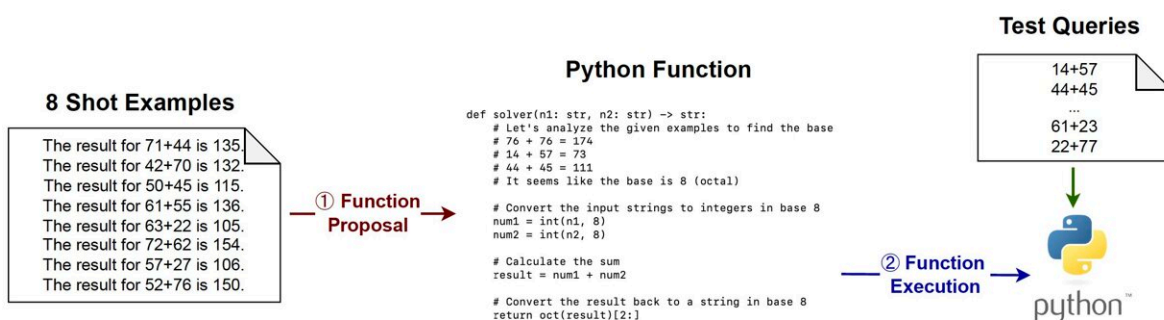 8 Shot Examples
The result for 71+44 is 135.
The result for 42+70 is 132.
The result for 50+45 is 115.
The result for 61+55 is 136.
The result for 63+22 is 105.
The result for 72+62 is 154.
The result for 57+27 is 106.
The result for 52+76 is 150.
① Function
Proposal
Python Function
def solver(n1: str, n2: str) -> str:
    # Let's analyze the given examples to find the base
    # 76 + 76 = 174
    # 14 + 57 = 73
    # 44 + 45 = 111
    # It seems like the base is 8 (octal)
    # Convert the input strings to integers in base 8
    num1 = int(n1, 8)
    num2 = int(n2, 8)
    # Calculate the sum
    result = num1 + num2
    # Convert the result back to a string in base 8
    return oct(result)[2:]
② Function
Execution
Test Queries
14+57
44+45
...
61+23
22+77
python™